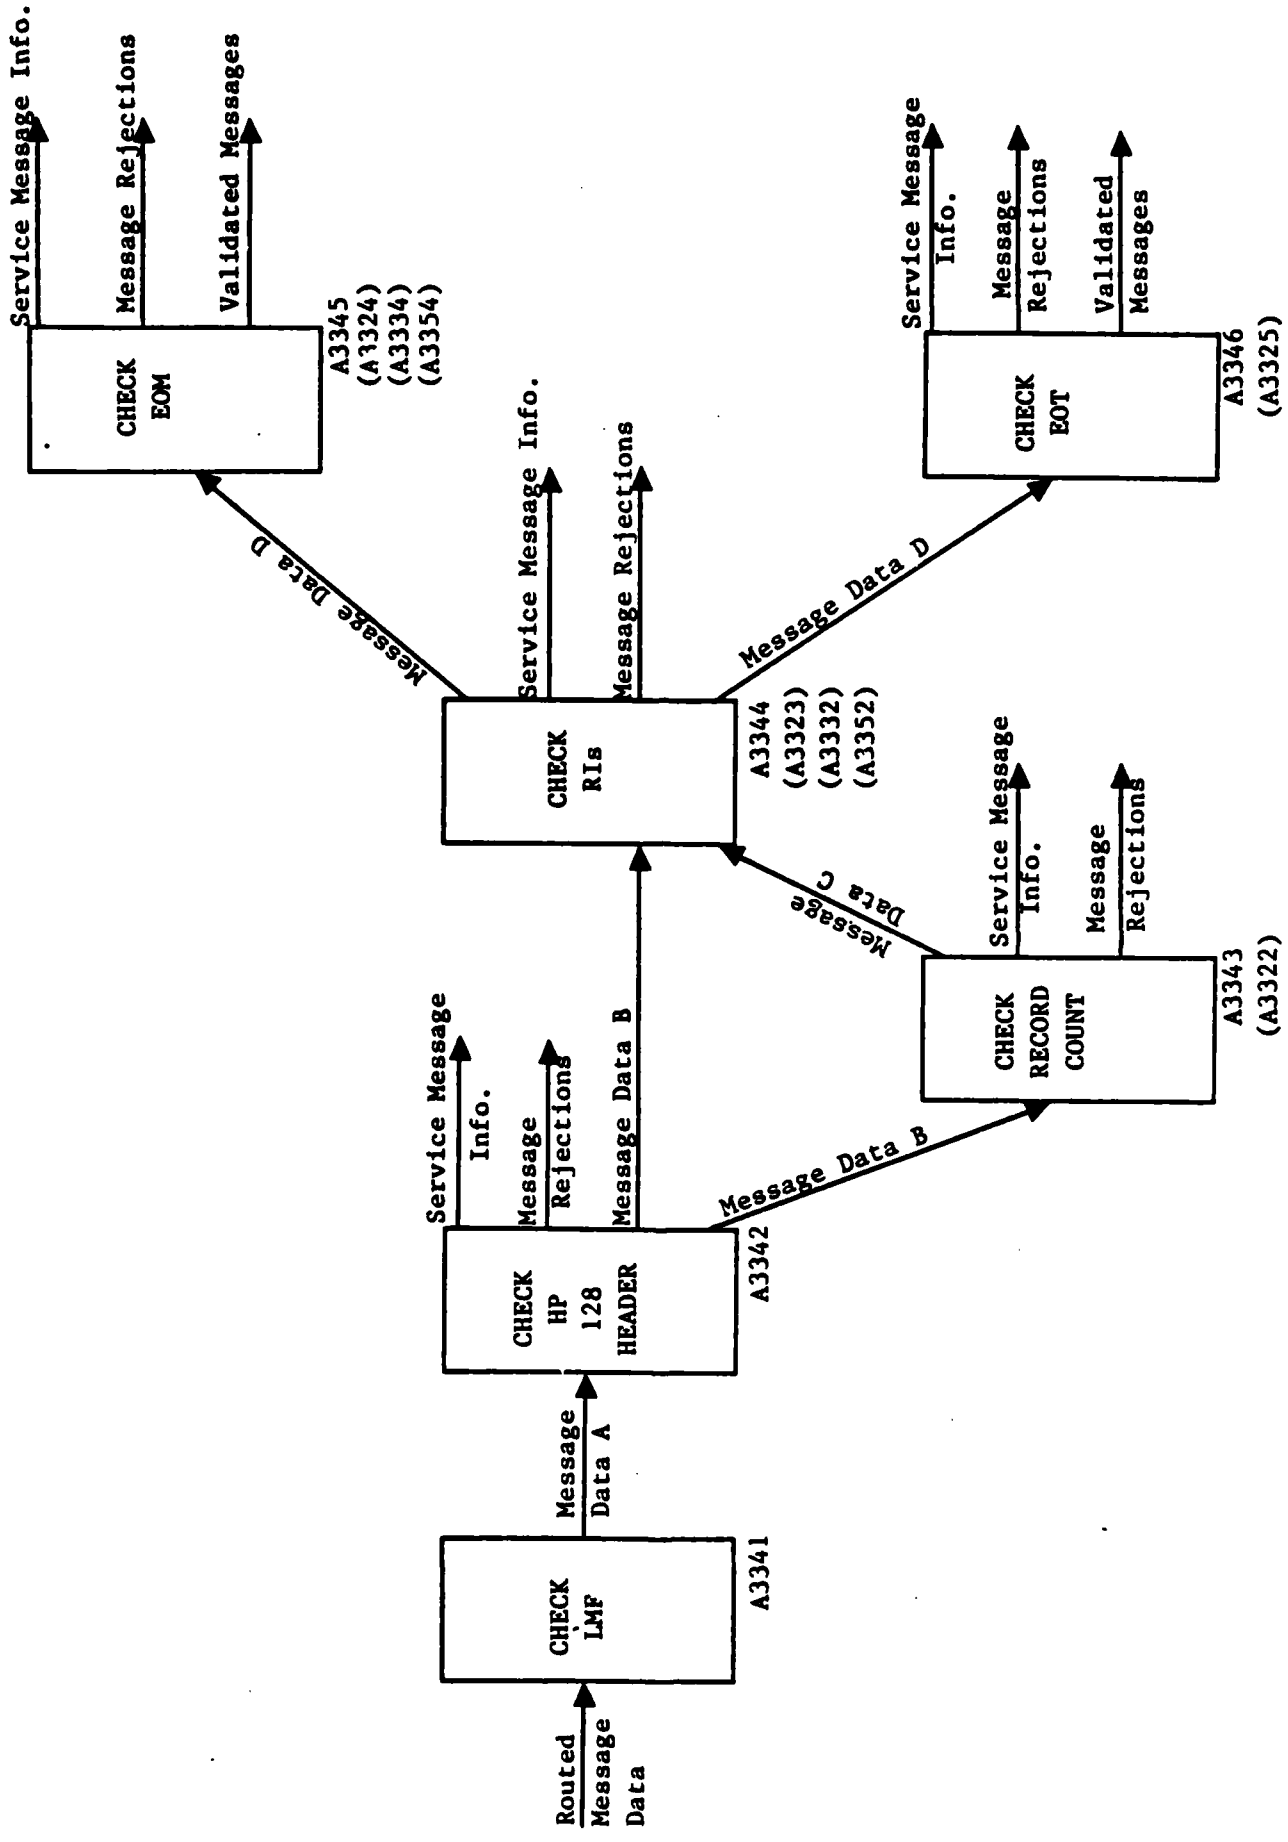 Routed
Message
Data
CHECK
LMF
A3341
Message
Data A
CHECK
HP
128
HEADER
A3342
Service Message
Info.
Message
Rejections
Message Data B
Message Data B
CHECK
RECORD
COUNT
A3343
(A3322)
Service Message
Info.
Message
Rejections
Message
Data C
CHECK
RIs
A3344
(A3323)
(A3332)
(A3352)
Service Message Info.
Message Rejections
Message Data D
Message Data D
CHECK
EOM
A3345
(A3324)
(A3334)
(A3354)
Service Message Info.
Message Rejections
Validated Messages
CHECK
EOT
A3346
(A3325)
Service Message
Info.
Message
Rejections
Validated
Messages